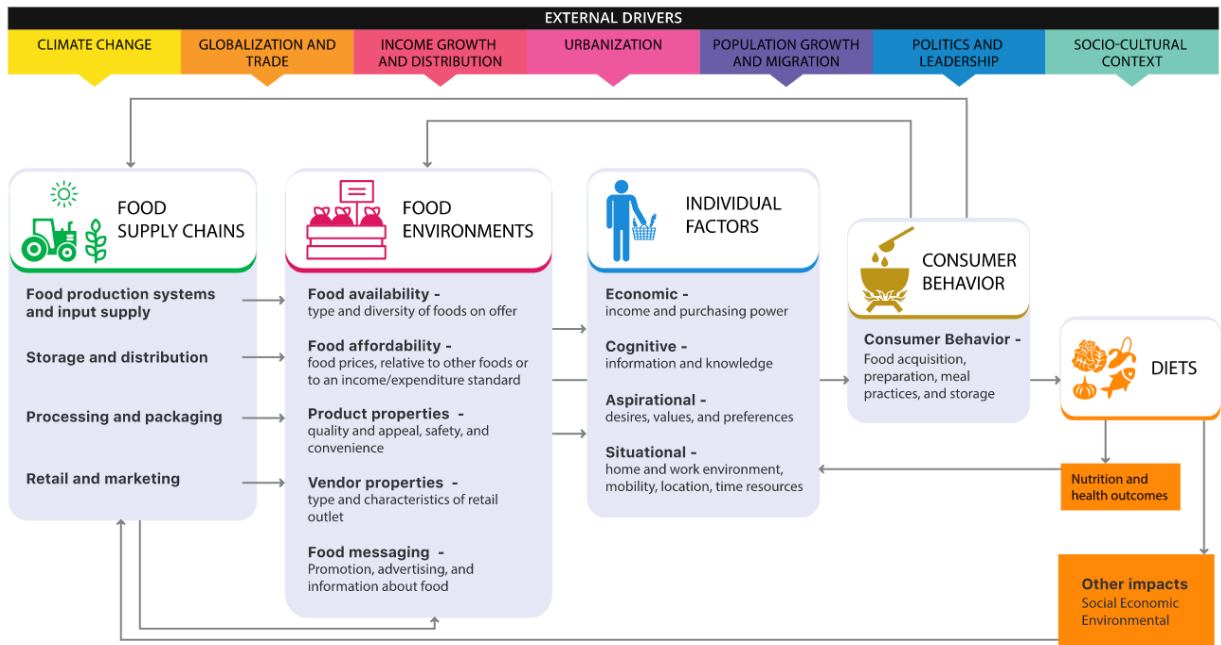 EXTERNAL DRIVERS
CLIMATE CHANGE
GLOBALIZATION AND
TRADE
INCOME GROWTH
AND DISTRIBUTION
URBANIZATION
POPULATION GROWTH
AND MIGRATION
POLITICS AND
LEADERSHIP
SOCIO-CULTURAL
CONTEXT
FOOD
SUPPLY CHAINS
Food production systems
and input supply
Storage and distribution
Processing and packaging
Retail and marketing
FOOD
ENVIRONMENTS
Food availability -
type and diversity of foods on offer
Food affordability -
food prices, relative to other foods or
to an income/expenditure standard
Product properties -
quality and appeal, safety, and
convenience
Vendor properties -
type and characteristics of retail
outlet
Food messaging -
Promotion, advertising, and
information about food
INDIVIDUAL
FACTORS
Economic -
income and purchasing power
Cognitive -
information and knowledge
Aspirational -
desires, values, and preferences
Situational -
home and work environment,
mobility, location, time resources
CONSUMER
BEHAVIOR
Consumer Behavior -
Food acquisition,
preparation, meal
practices, and storage
DIETS
Nutrition and
health outcomes
Other impacts
Social Economic
Environmental